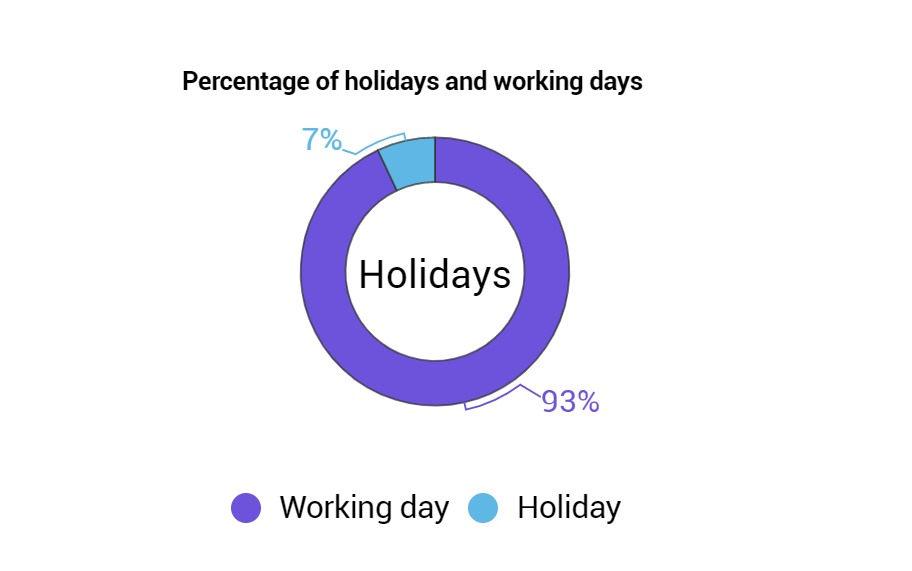 Percentage of holidays and working days
7%
Holidays
93%
Working day
Holiday